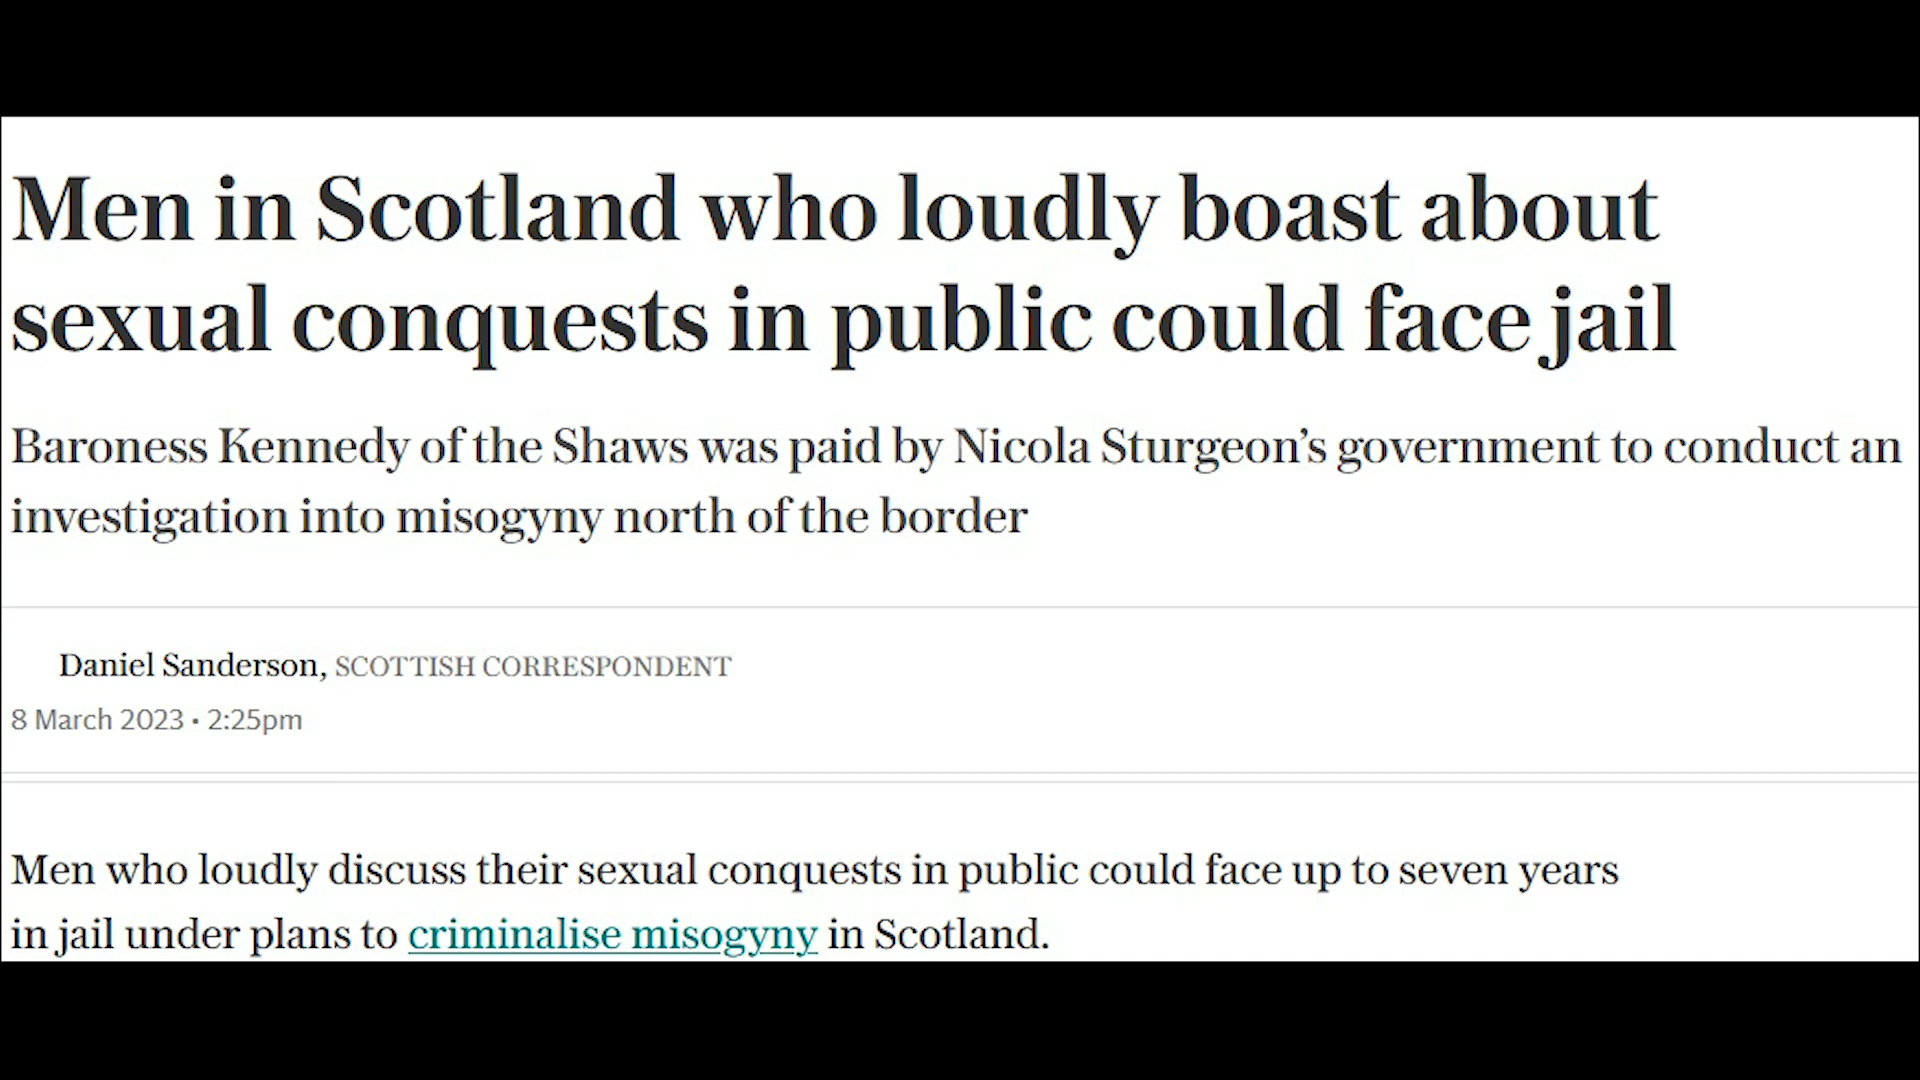 Men in Scotland who loudly boast about
sexual conquests in public could face jail
Baroness Kennedy of the Shaws was paid by Nicola Sturgeon’s government to conduct an
investigation into misogyny north of the border
Daniel Sanderson, SCOTTISH CORRESPONDENT
8 March 2023 • 2:25pm
Men who loudly discuss their sexual conquests in public could face up to seven years
in jail under plans to criminalise misogyny in Scotland.